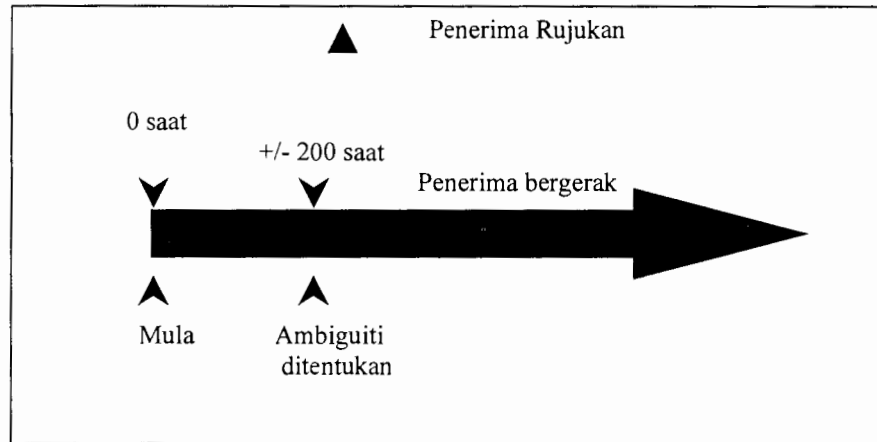 Penerima Rujukan
0 saat
+/- 200 saat
Penerima bergerak
Mula
Ambiguiti
ditentukan